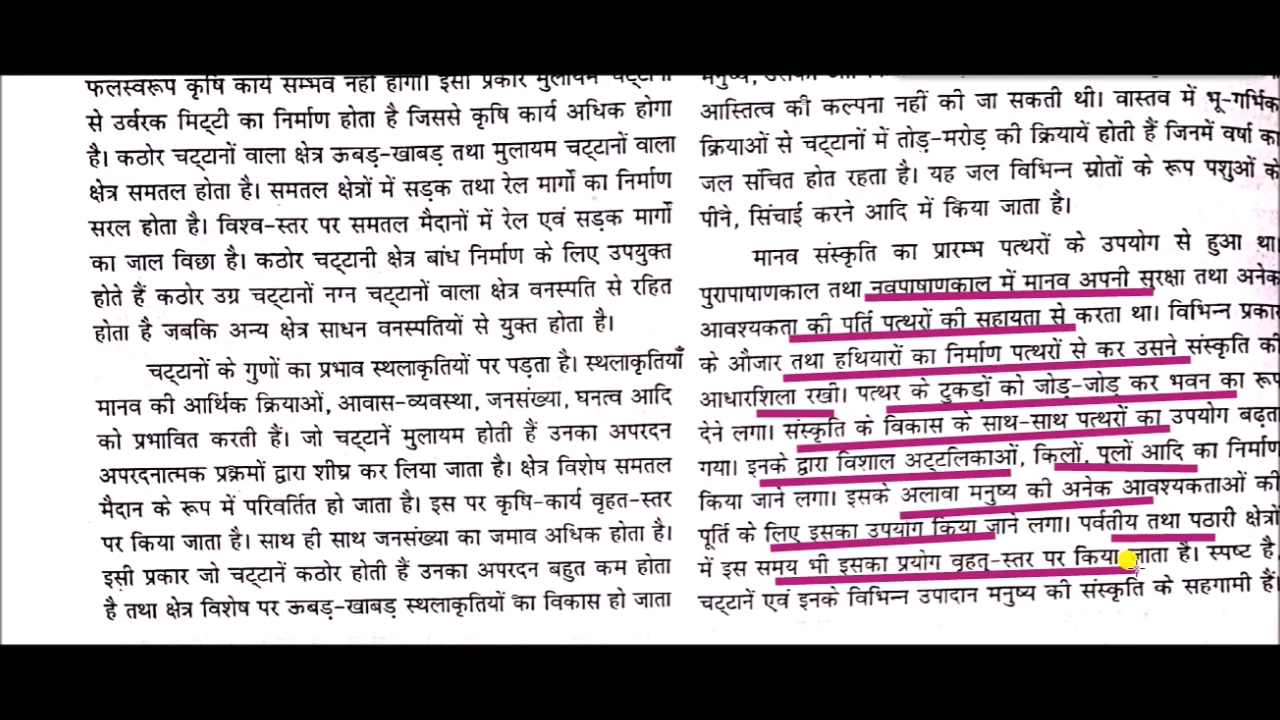 फलस्वरूप कृषि कार्य सम्भव नहीं होगा। इसी प्रकार मुलायम चट्टानों
से उर्वरक मिट्टी का निर्माण होता है जिससे कृषि कार्य अधिक होगा
है। कठोर चट्टानों वाला क्षेत्र ऊबड़-खाबड़ तथा मुलायम चट्टानों वाला
क्षेत्र समतल होता है। समतल क्षेत्रों में सड़क तथा रेल मार्गों का निर्माण
सरल होता है। विश्व-स्तर पर समतल मैदानों में रेल एवं सड़क मार्गों
का जाल विछा है। कठोर चट्टानी क्षेत्र बांध निर्माण के लिए उपयुक्त
होते हैं कठोर उग्र चट्टानों नग्न चट्टानों वाला क्षेत्र वनस्पति से रहित
होता है जबकि अन्य क्षेत्र साधन वनस्पतियों से युक्त होता है।
चट्टानों के गुणों का प्रभाव स्थलाकृतियों पर पड़ता है। स्थलाकृतियाँ
मानव की आर्थिक क्रियाओं, आवास-व्यवस्था, जनसंख्या, घनत्व आदि
को प्रभावित करती हैं। जो चट्टानें मुलायम होती हैं उनका अपरदन
अपरदनात्मक प्रक्रमों द्वारा शीघ्र कर लिया जाता है। क्षेत्र विशेष समतल
मैदान के रूप में परिवर्तित हो जाता है। इस पर कृषि-कार्य वृहत-स्तर
पर किया जाता है। साथ ही साथ जनसंख्या का जमाव अधिक होता है।
इसी प्रकार जो चट्टानें कठोर होती हैं उनका अपरदन बहुत कम होता
है तथा क्षेत्र विशेष पर ऊबड़-खाबड़ स्थलाकृतियों का विकास हो जाता
मनुष्य,
आस्तित्व की कल्पना नहीं की जा सकती थी। वास्तव में भू-गर्भिक
क्रियाओं से चट्टानों में तोड़-मरोड़ की क्रियायें होती हैं जिनमें वर्षा का
जल संचित होत रहता है। यह जल विभिन्न स्रोतों के रूप पशुओं को
पीने, सिंचाई करने आदि में किया जाता है।
मानव संस्कृति का प्रारम्भ पत्थरों के उपयोग से हुआ था।
पुरापाषाणकाल तथा नवपाषाणकाल में मानव अपनी सुरक्षा तथा अनेक
आवश्यकता की पूर्ति पत्थरों की सहायता से करता था। विभिन्न प्रकार
के औजार तथा हथियारों का निर्माण पत्थरों से कर उसने संस्कृति की
आधारशिला रखी। पत्थर के टुकड़ों को जोड़-जोड़ कर भवन का रूप
देने लगा। संस्कृति के विकास के साथ-साथ पत्थरों का उपयोग बढ़ता
गया। इनके द्वारा विशाल अट्टलिकाओं, किलों, पुलों आदि का निर्माण
किया जाने लगा। इसके अलावा मनुष्य की अनेक आवश्यकताओं की
पूर्ति के लिए इसका उपयोग किया जाने लगा। पर्वतीय तथा पठारी क्षेत्रों
में इस समय भी इसका प्रयोग वृहत्-स्तर पर किया जाता है। स्पष्ट है
चट्टानें एवं इनके विभिन्न उपादान मनुष्य की संस्कृति के सहगामी हैं।